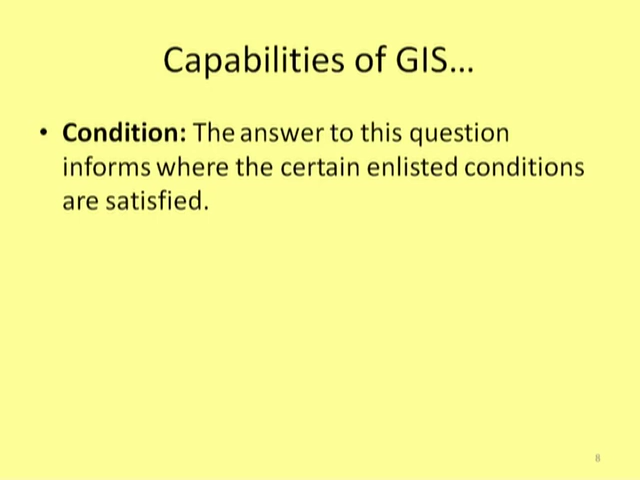 Capabilities of GIS...
• Condition: The answer to this question
informs where the certain enlisted conditions
are satisfied.
8